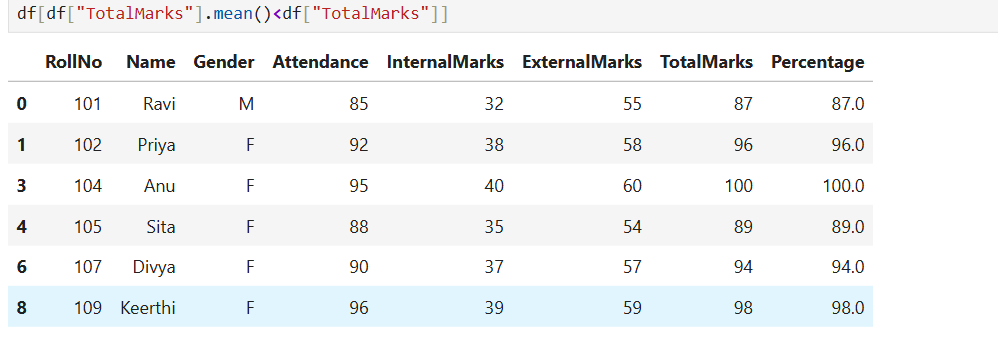 df[df["TotalMarks"].mean()<df["TotalMarks"]]
RollNo Name Gender Attendance InternalMarks ExternalMarks TotalMarks Percentage
0 101 Ravi M 85 32 55 87 87.0
1 102 Priya F 92 38 58 96 96.0
3 104 Anu F 95 40 60 100 100.0
4 105 Sita F 88 35 54 89 89.0
6 107 Divya F 90 37 57 94 94.0
8 109 Keerthi F 96 39 59 98 98.0